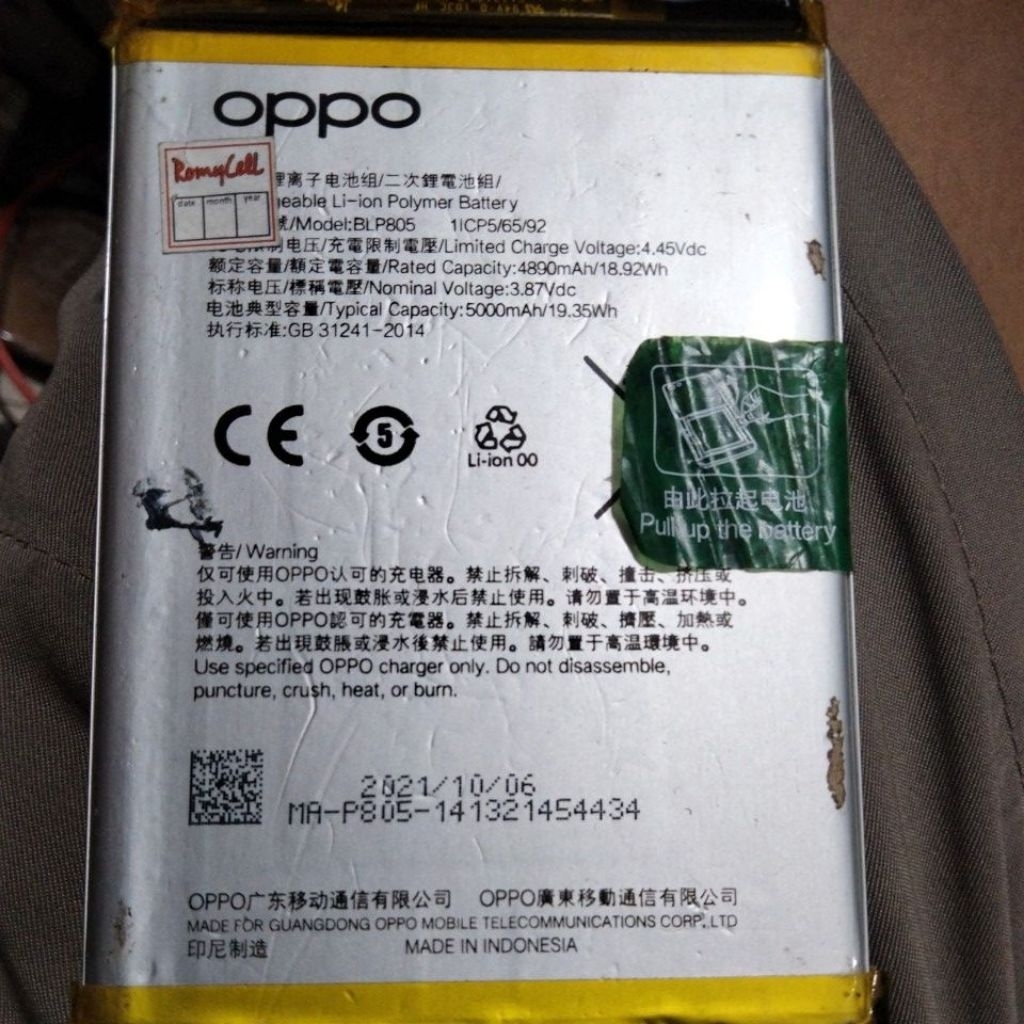 oppo
RomyCell
date month year
锂离子电池组/二次鋰電池組/
geable Li-ion Polymer Battery
號/Model:BLP805 1ICP5/65/92
限制电压/充電限制電壓/Limited Charge Voltage:4.45Vdc
额定容量/額定電容量/Rated Capacity:4890mAh/18.92Wh
标称电压/標稱電壓/Nominal Voltage:3.87Vdc
电池典型容量/Typical Capacity:5000mAh/19.35Wh
执行标准:GB 31241-2014
CE
5
Li-ion 00
由此拉起电池
Pull up the battery
警告/ Warning
仅可使用OPPO认可的充电器。禁止拆解、刺破、撞击、挤压或
投入火中。若出现鼓胀或浸水后禁止使用。请勿置于高温环境中。
僅可使用OPPO認可的充電器。禁止拆解、刺破、擠壓、加熱或
燃燒。若出現鼓脹或浸水後禁止使用。請勿置于高溫環境中。
Use specified OPPO charger only. Do not disassemble,
puncture, crush, heat, or burn.
2021/10/06
MA-P805-141321454434
OPPO广东移动通信有限公司 OPPO廣東移動通信有限公司
MADE FOR GUANGDONG OPPO MOBILE TELECOMMUNICATIONS CORP., LTD
印尼制造 MADE IN INDONESIA